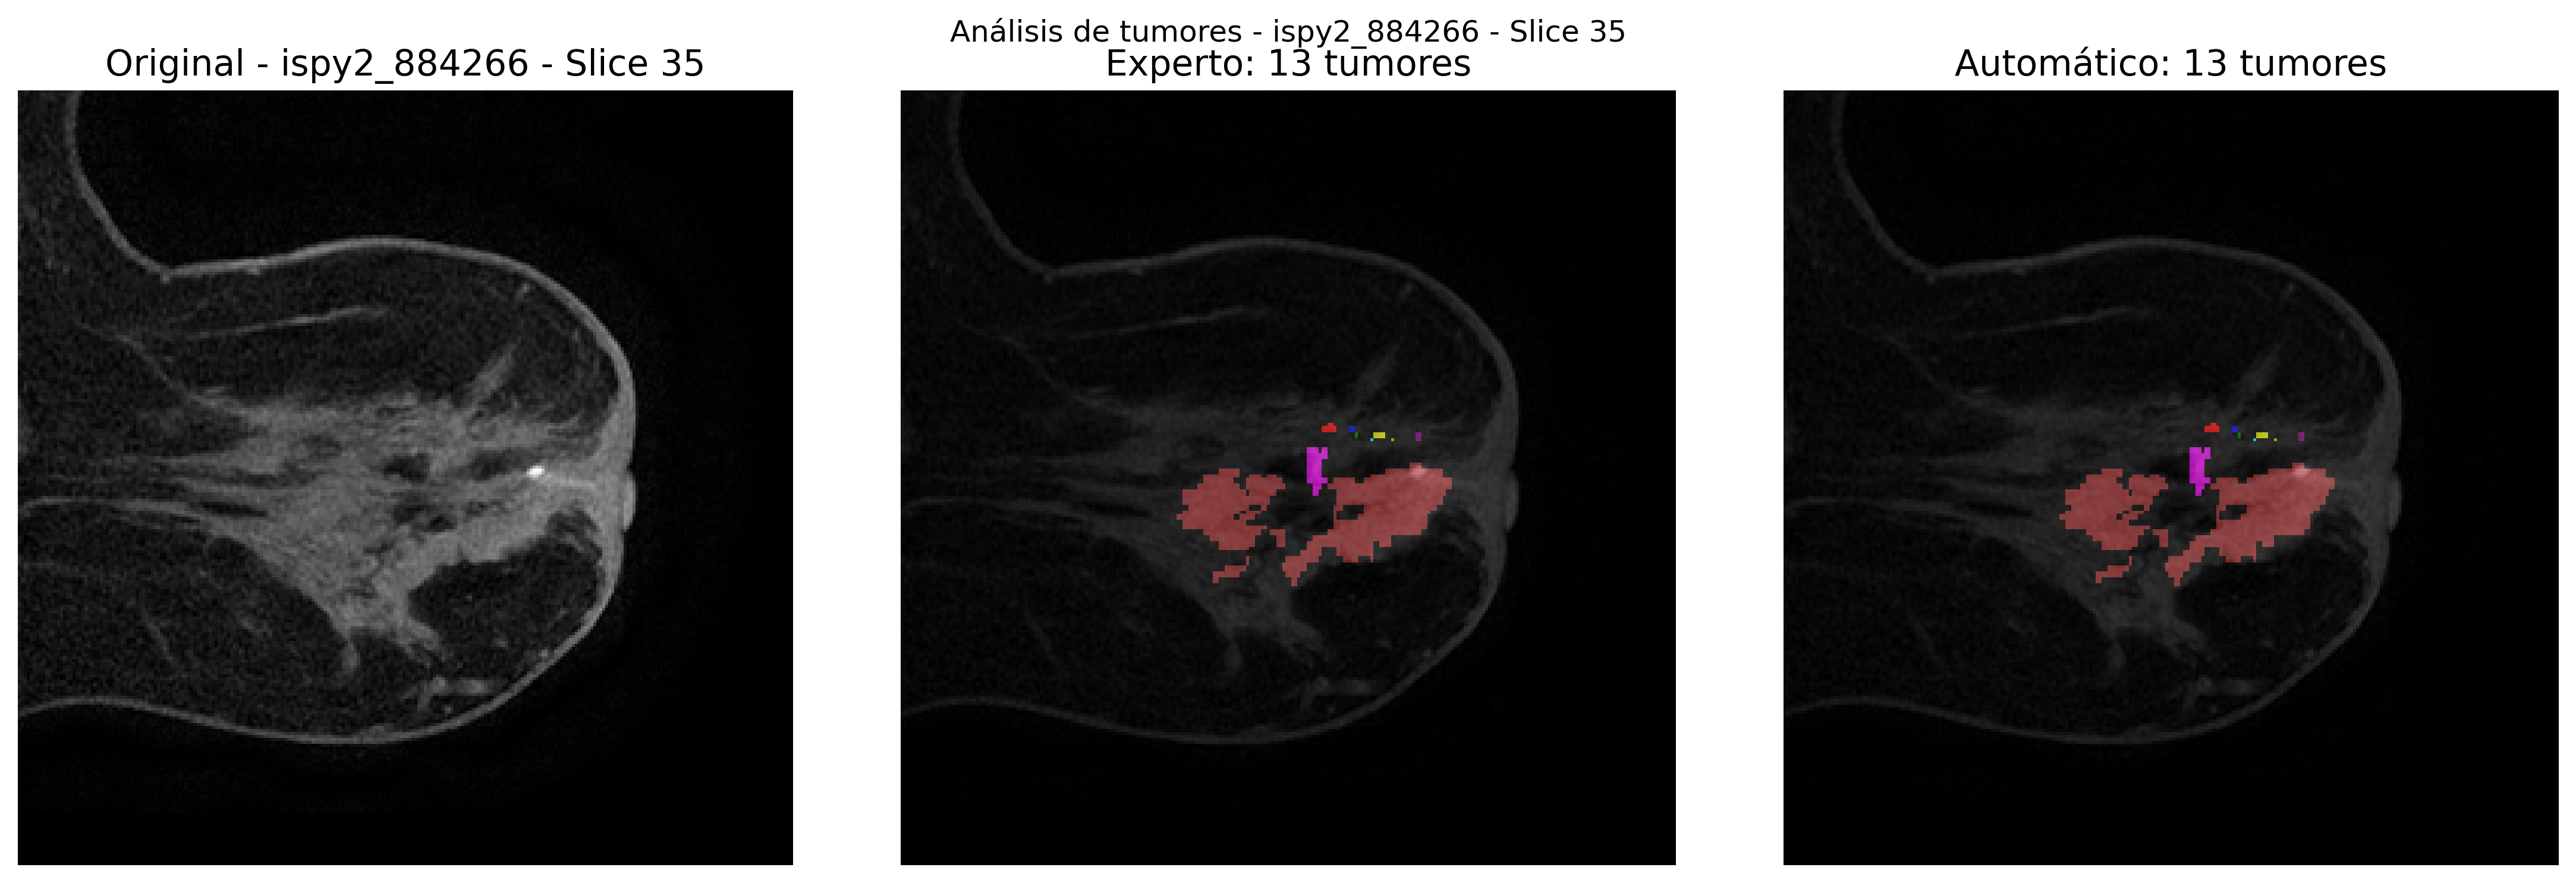 Análisis de tumores - ispy2_884266 - Slice 35
Original - ispy2_884266 - Slice 35
Experto: 13 tumores
Automático: 13 tumores